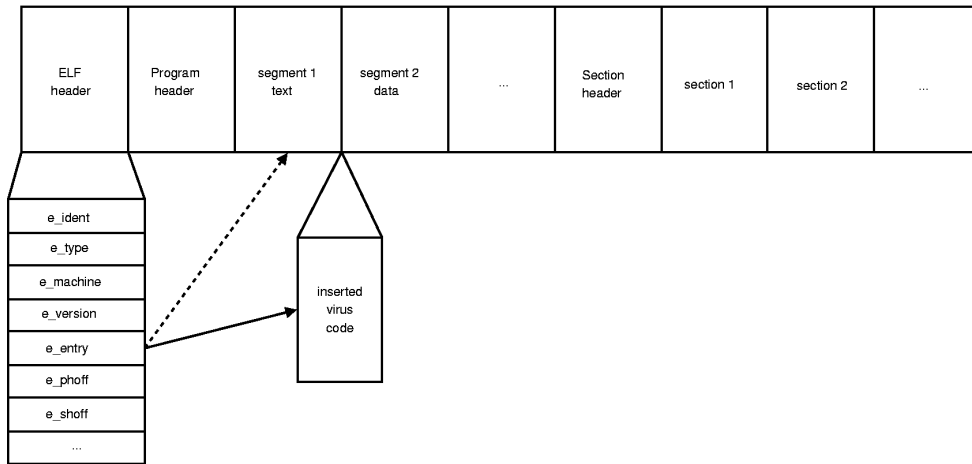 ELF
header
Program
header
segment 1
text
segment 2
data
...
Section
header
section 1
section 2
...
e_ident
e_type
e_machine
e_version
e_entry
e_phoff
e_shoff
...
inserted
virus
code